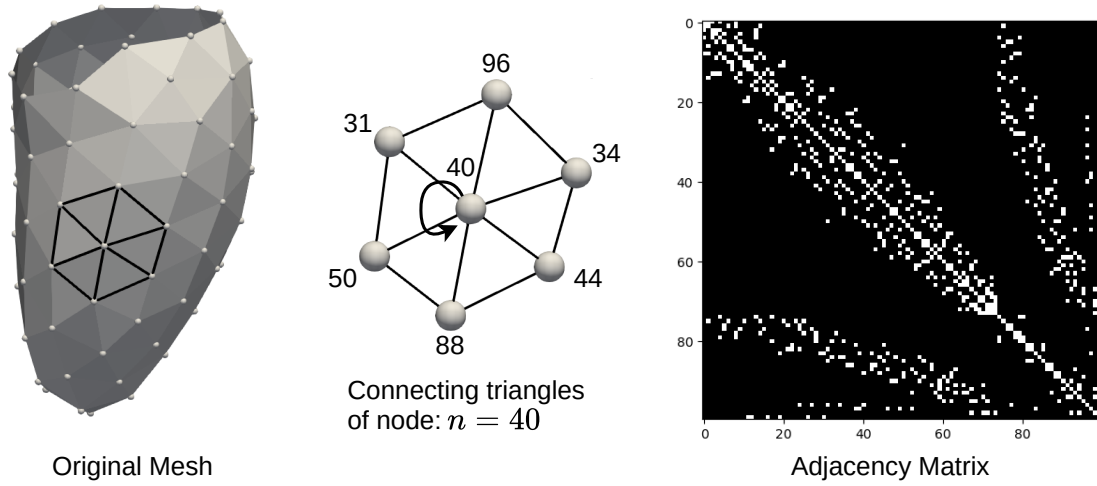 96
31
34
40
50
44
88
Connecting triangles
of node: n = 40
Original Mesh
0
20
40
60
80
0 20 40 60 80
Adjacency Matrix